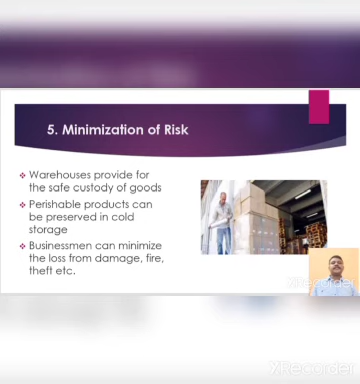 5. Minimization of Risk
Warehouses provide for
the safe custody of goods
Perishable products can
be preserved in cold
storage
Businessmen can minimize
the loss from damage, fire,
theft etc.
XRecorder